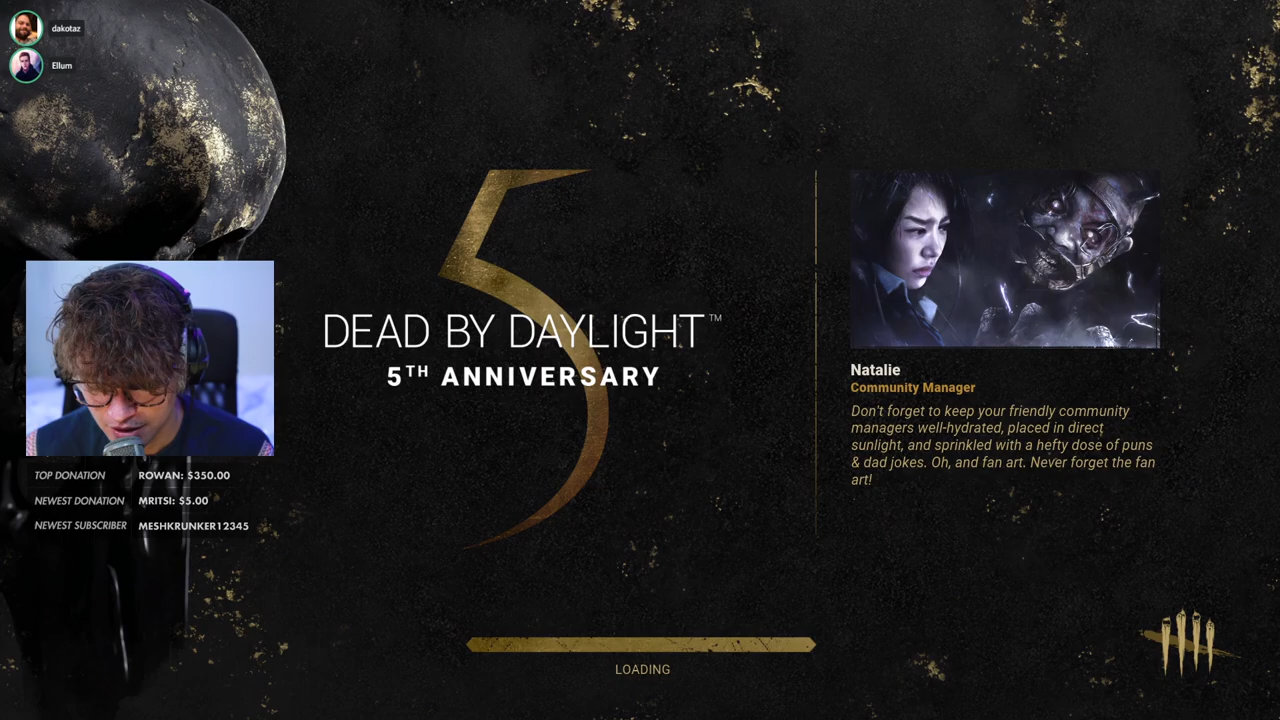 dakotaz
Ellum
DEAD BY DAYLIGHT™
5TH ANNIVERSARY
Natalie
Community Manager
Don't forget to keep your friendly community
managers well-hydrated, placed in direct
sunlight, and sprinkled with a hefty dose of puns
& dad jokes. Oh, and fan art. Never forget the fan
art!
TOP DONATION ROWAN: $350.00
NEWEST DONATION MRITSI: $5.00
NEWEST SUBSCRIBER MESHKRUNKER12345
LOADING